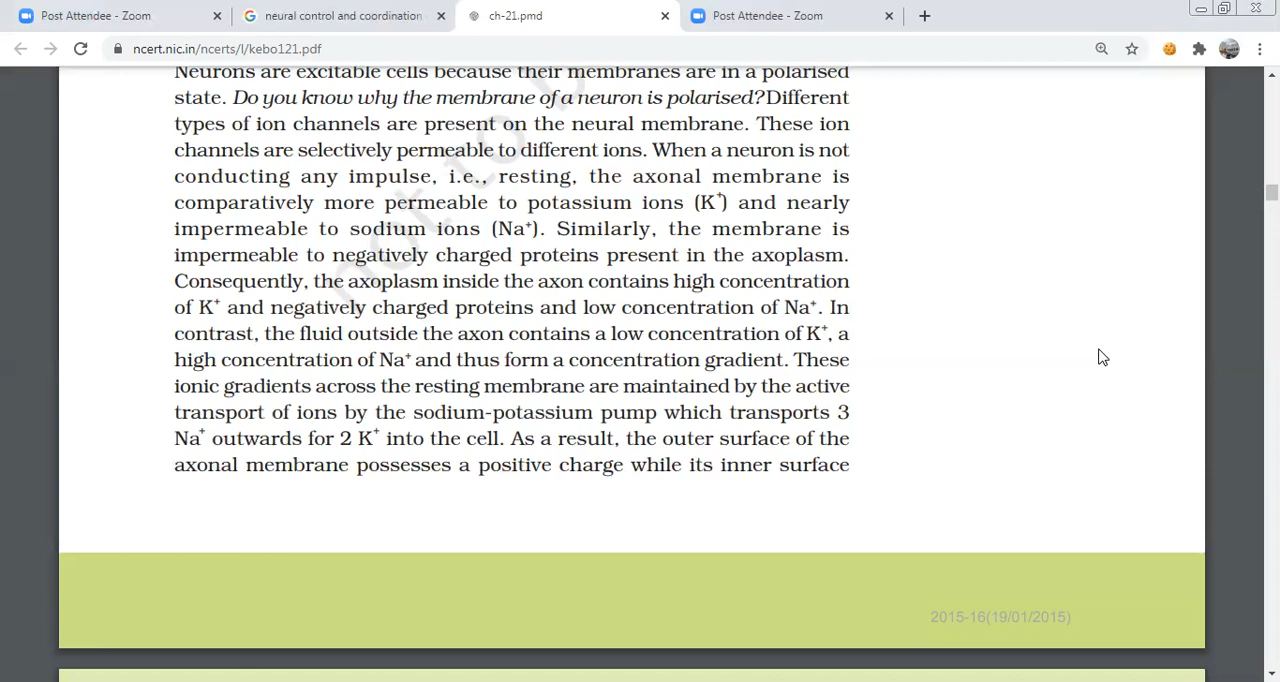 Post Attendee - Zoom
neural control and coordination
ch-21.pmd
Post Attendee - Zoom
ncert.nic.in/ncerts/l/kebo121.pdf
Neurons are excitable cells because their membranes are in a polarised
state. Do you know why the membrane of a neuron is polarised? Different
types of ion channels are present on the neural membrane. These ion
channels are selectively permeable to different ions. When a neuron is not
conducting any impulse, i.e., resting, the axonal membrane is
comparatively more permeable to potassium ions (K⁺) and nearly
impermeable to sodium ions (Na⁺). Similarly, the membrane is
impermeable to negatively charged proteins present in the axoplasm.
Consequently, the axoplasm inside the axon contains high concentration
of K⁺ and negatively charged proteins and low concentration of Na⁺. In
contrast, the fluid outside the axon contains a low concentration of K⁺, a
high concentration of Na⁺ and thus form a concentration gradient. These
ionic gradients across the resting membrane are maintained by the active
transport of ions by the sodium-potassium pump which transports 3
Na⁺ outwards for 2 K⁺ into the cell. As a result, the outer surface of the
axonal membrane possesses a positive charge while its inner surface
not to b
2015-16(19/01/2015)